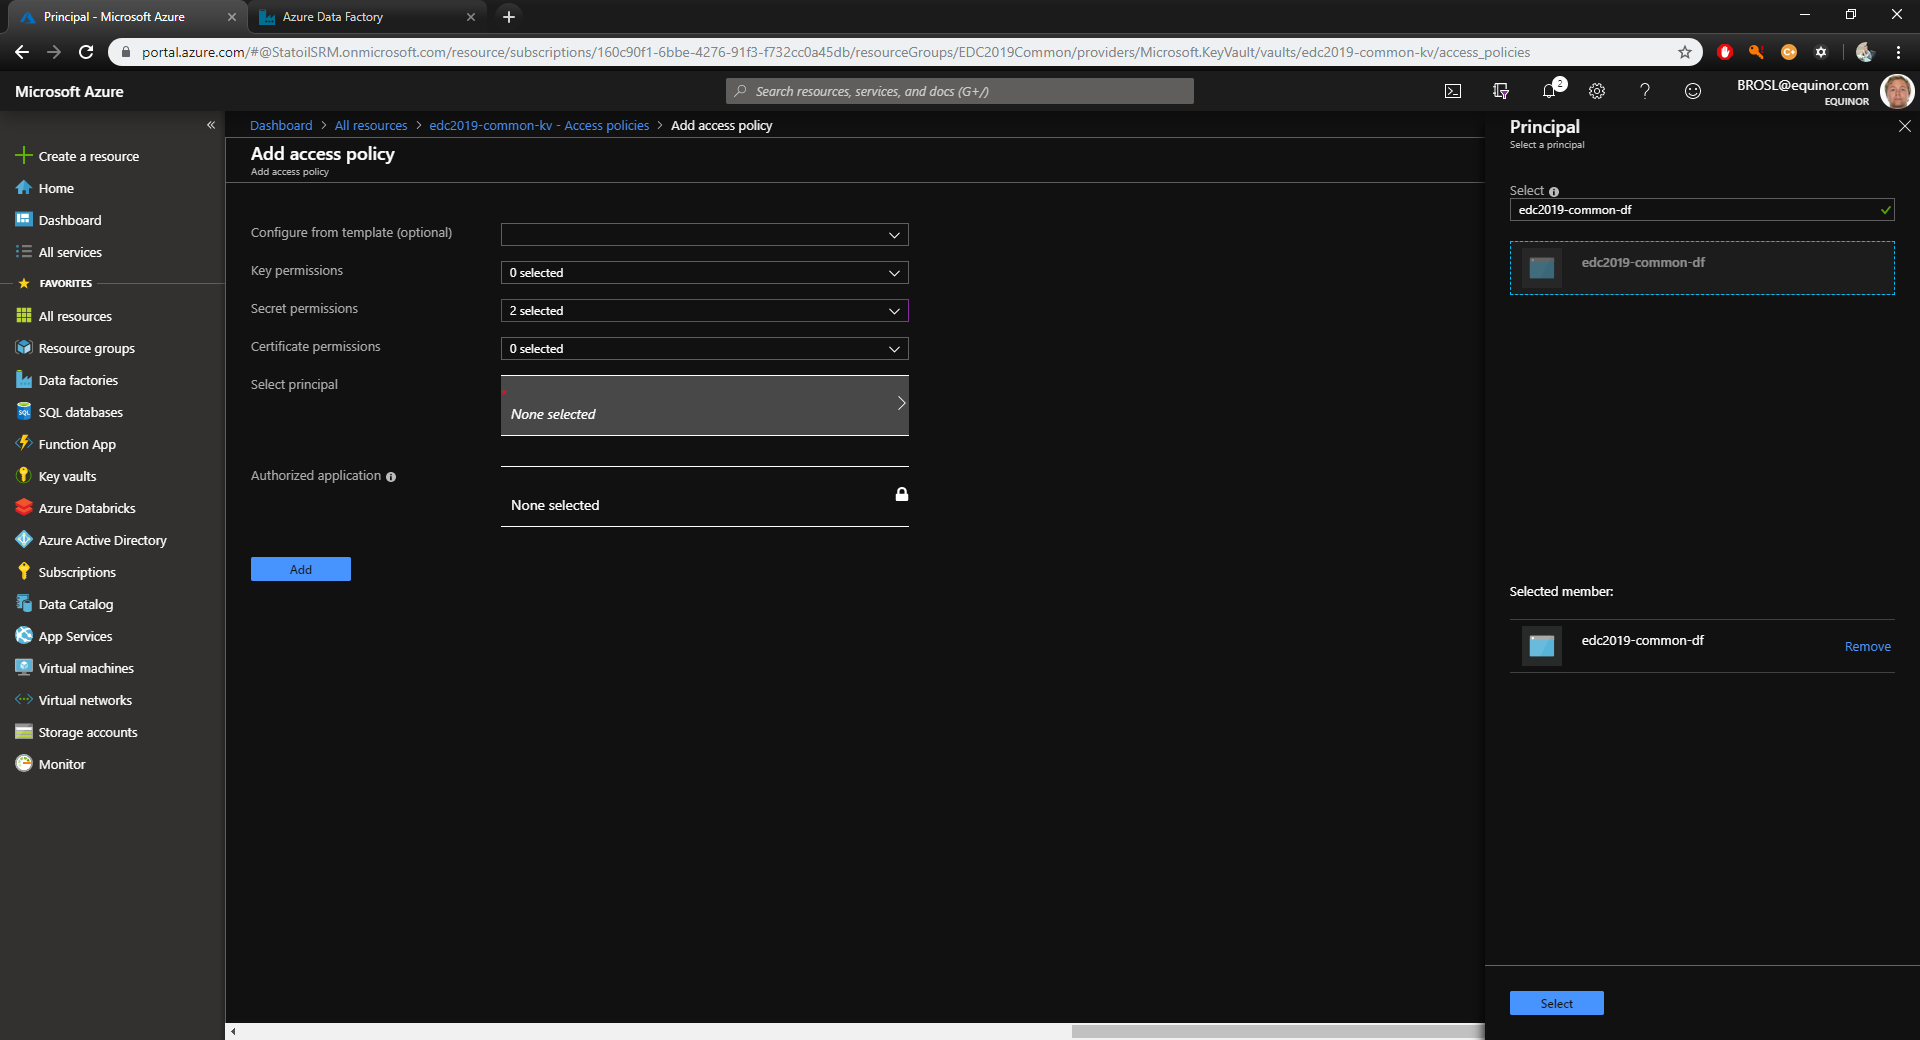 Principal - Microsoft Azure
Azure Data Factory
portal.azure.com/#@StatoilSRM.onmicrosoft.com/resource/subscriptions/160c90f1-6bbe-4276-91f3-f732cc0a45db/resourceGroups/EDC2019Common/providers/Microsoft.KeyVault/vaults/edc2019-common-kv/access_policies
Microsoft Azure
Search resources, services, and docs (G+/)
2
BROSL@equinor.com
EQUINOR
Create a resource
Home
Dashboard
All services
FAVORITES
All resources
Resource groups
Data factories
SQL databases
Function App
Key vaults
Azure Databricks
Azure Active Directory
Subscriptions
Data Catalog
App Services
Virtual machines
Virtual networks
Storage accounts
Monitor
Dashboard > All resources > edc2019-common-kv - Access policies > Add access policy
Add access policy
Add access policy
Configure from template (optional)
Key permissions
0 selected
Secret permissions
2 selected
Certificate permissions
0 selected
Select principal
*
None selected
Authorized application
None selected
Add
Principal
Select a principal
Select
edc2019-common-df
edc2019-common-df
Selected member:
edc2019-common-df
Remove
Select